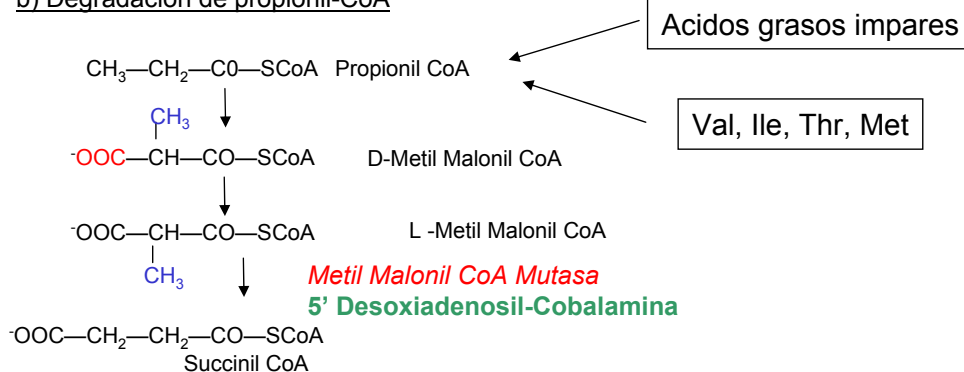 b) Degradación de propionil-CoA
Acidos grasos impares
CH₃—CH₂—C0—SCoA Propionil CoA
Val, Ile, Thr, Met
CH₃
⁻OOC—CH—CO—SCoA D-Metil Malonil CoA
⁻OOC—CH—CO—SCoA L -Metil Malonil CoA
CH₃
Metil Malonil CoA Mutasa
5’ Desoxiadenosil-Cobalamina
⁻OOC—CH₂—CH₂—CO—SCoA
Succinil CoA